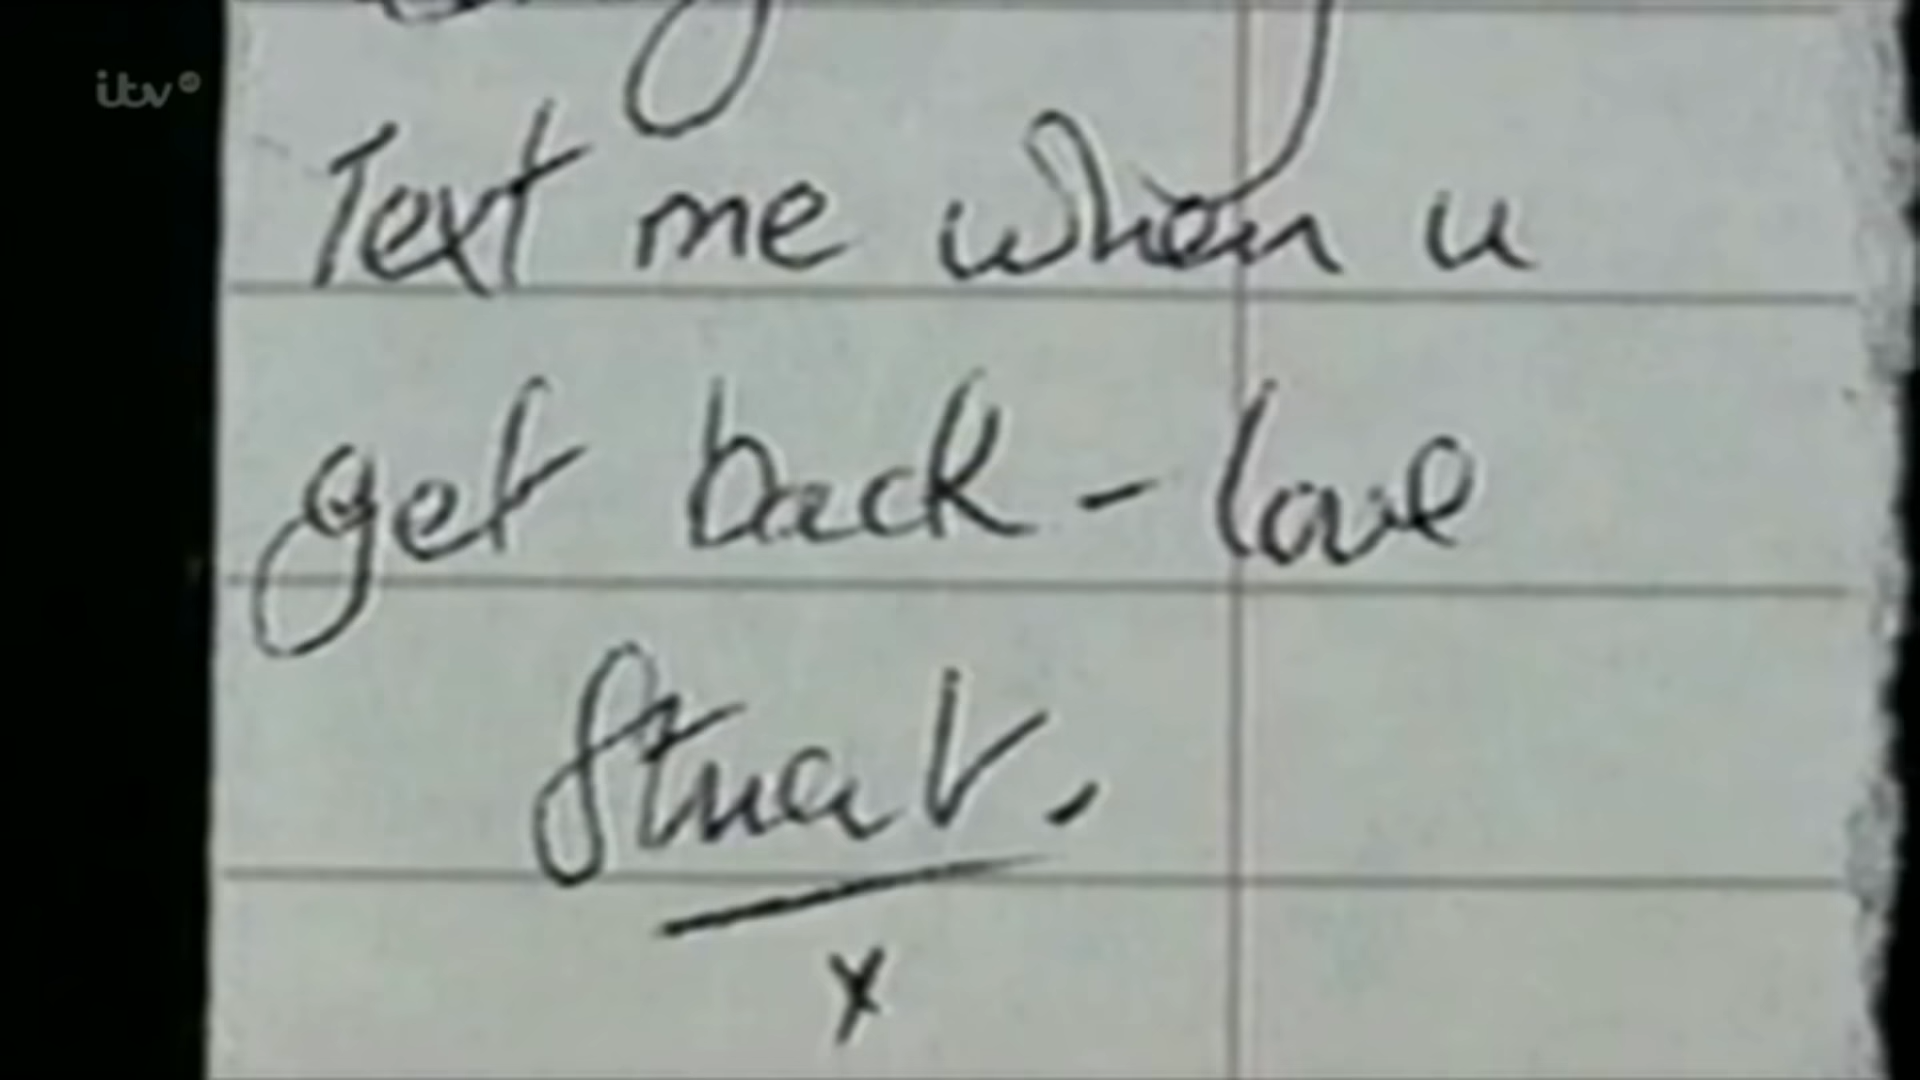 itv
Text me when u
get back - love
Stuart.
x